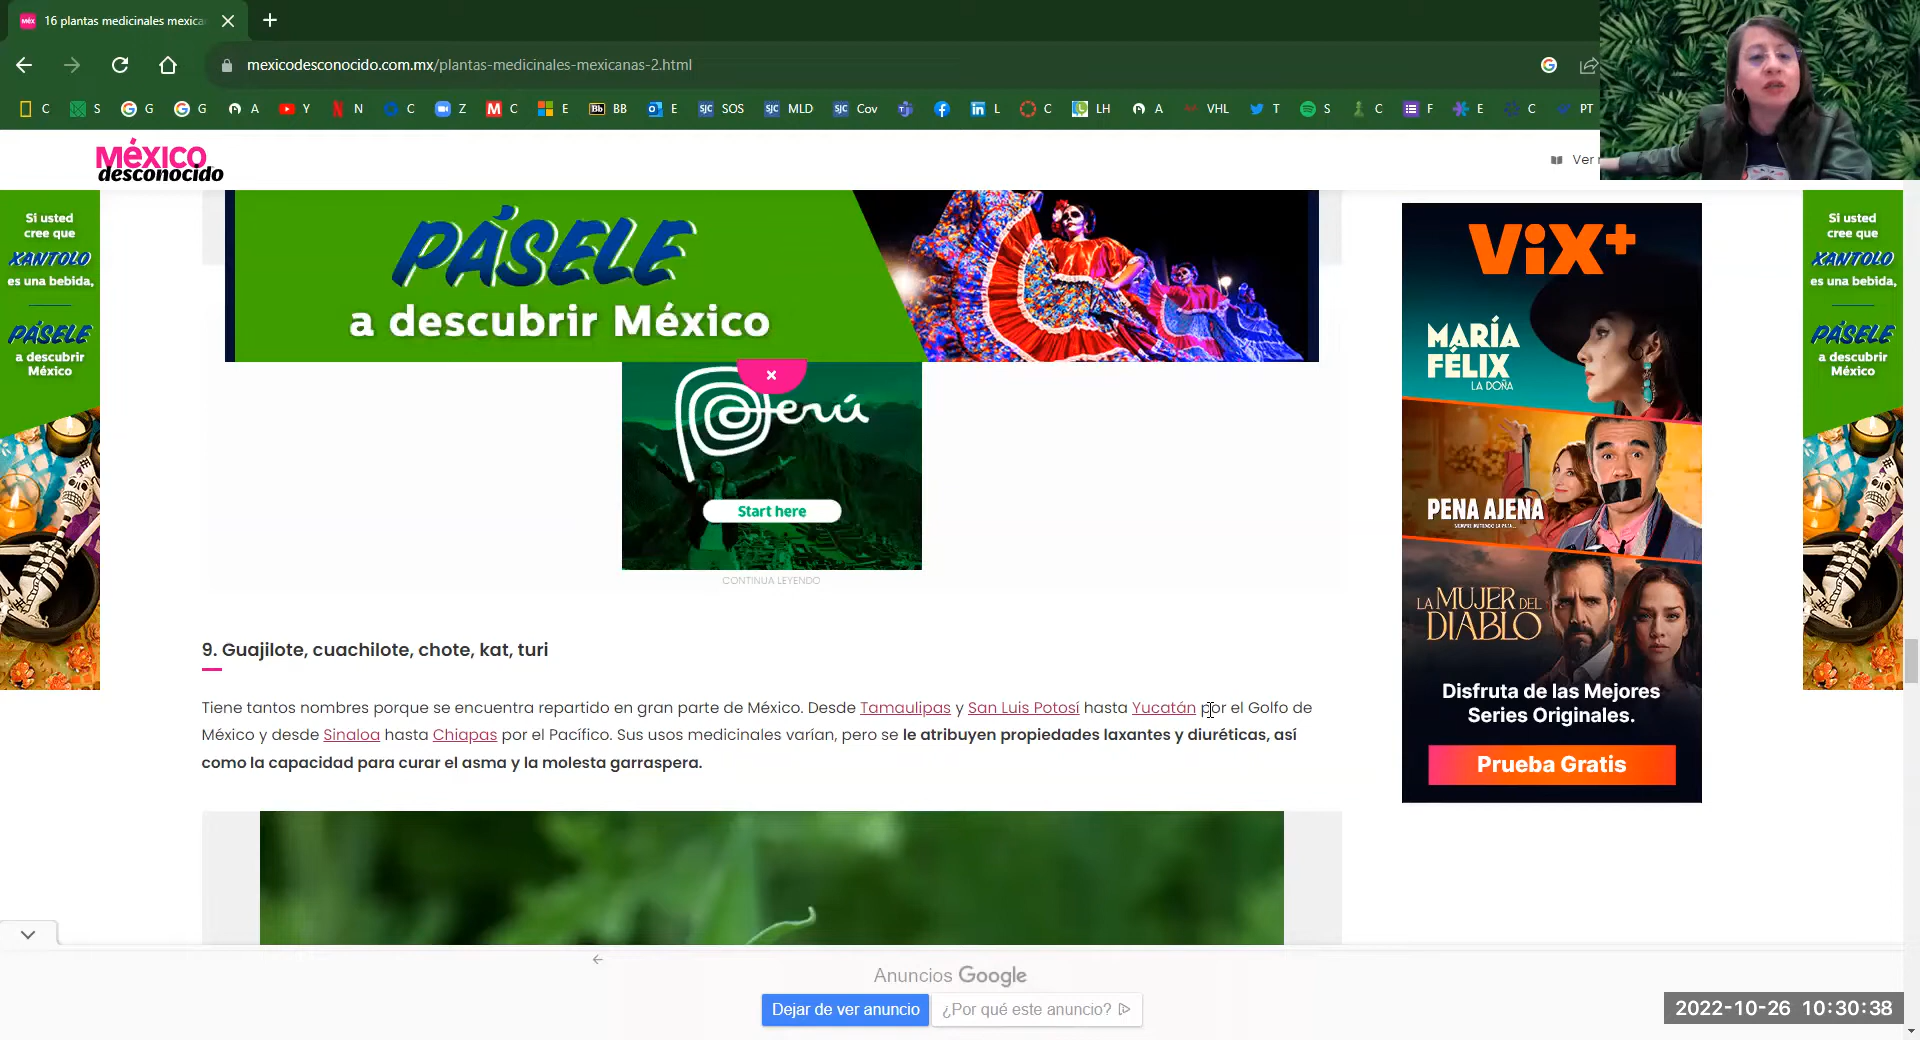 16 plantas medicinales mexica
mexicodesconocido.com.mx/plantas-medicinales-mexicanas-2.html
C S G G A Y N C Z C E BB E SOS MLD Cov L C LH A VHL T S C F E C PT
México
desconocido
Ver
Si usted
cree que
XANTOLO
es una bebida,
PÁSELE
a descubrir
México
PÁSELE
a descubrir México
×
Perú
Start here
CONTINUA LEYENDO
9. Guajilote, cuachilote, chote, kat, turi
Tiene tantos nombres porque se encuentra repartido en gran parte de México. Desde Tamaulipas y San Luis Potosí hasta Yucatán por el Golfo de
México y desde Sinaloa hasta Chiapas por el Pacífico. Sus usos medicinales varían, pero se le atribuyen propiedades laxantes y diuréticas, así
como la capacidad para curar el asma y la molesta garraspera.
ViX+
MARÍA
FÉLIX
LA DOÑA
PENA AJENA
LA MUJER DEL
DIABLO
Disfruta de las Mejores
Series Originales.
Prueba Gratis
Si usted
cree que
XANTOLO
es una bebida,
PÁSELE
a descubrir
México
Anuncios Google
Dejar de ver anuncio
¿Por qué este anuncio?
2022-10-26 10:30:38